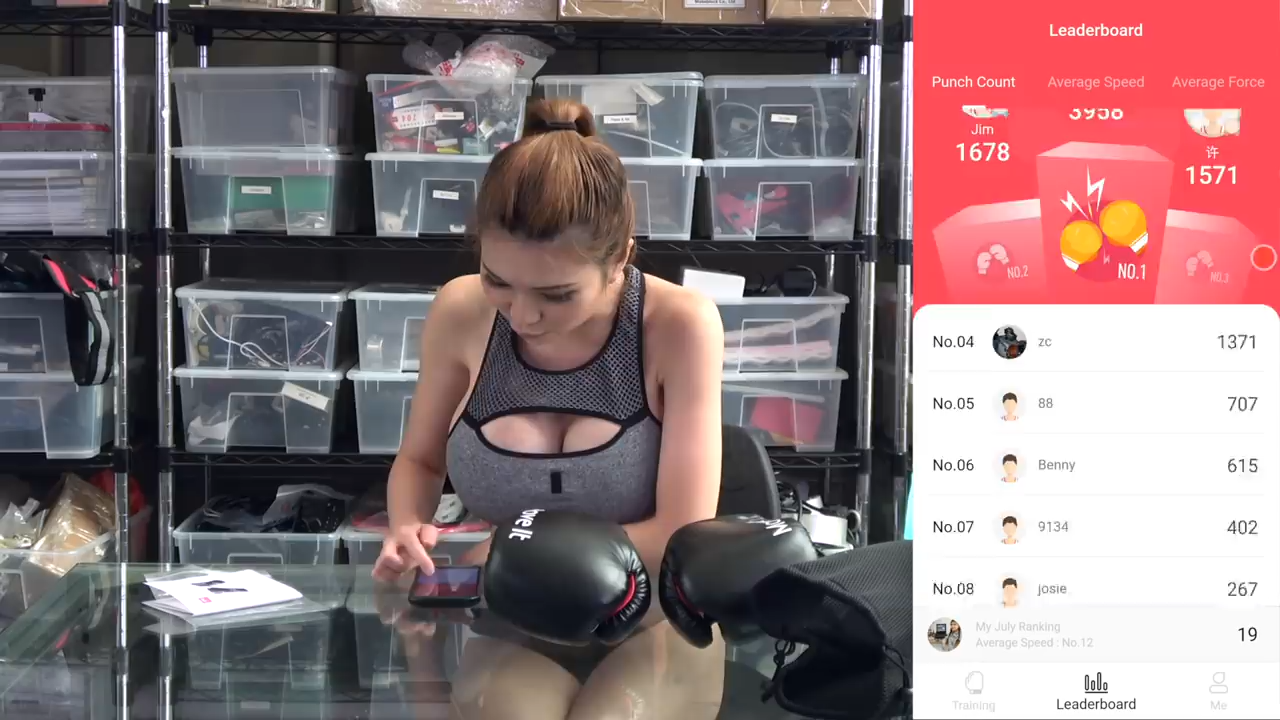 Leaderboard
Punch Count
Average Speed
Average Force
3958
Jim
1678
许
1571
NO.2
NO.1
NO.3
No.04
zc
1371
No.05
88
707
No.06
Benny
615
No.07
9134
402
No.08
josie
267
My July Ranking
Average Speed : No.12
19
Training
Leaderboard
Me